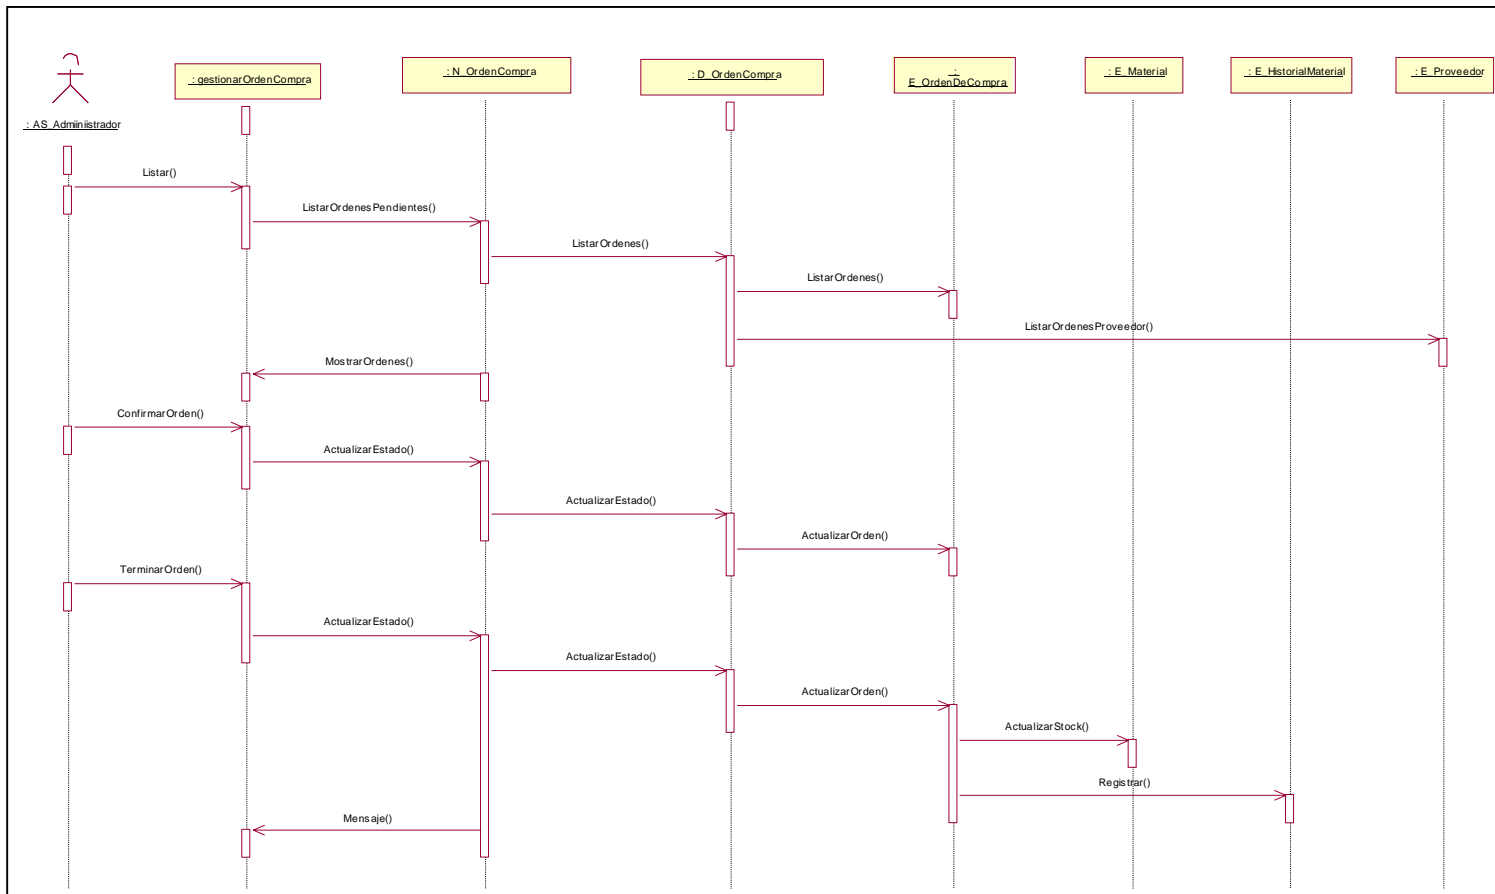 : gestionarOrdenCompra
: N_OrdenCompra
: D_OrdenCompra
:
E_OrdenDeCompra
: E_Material
: E_HistorialMaterial
: E_Proveedor
: AS_Admiinistrador
Listar()
ListarOrdenesPendientes()
ListarOrdenes()
ListarOrdenes()
ListarOrdenesProveedor()
MostrarOrdenes()
ConfirmarOrden()
ActualizarEstado()
ActualizarEstado()
ActualizarOrden()
TerminarOrden()
ActualizarEstado()
ActualizarEstado()
ActualizarOrden()
ActualizarStock()
Registrar()
Mensaje()